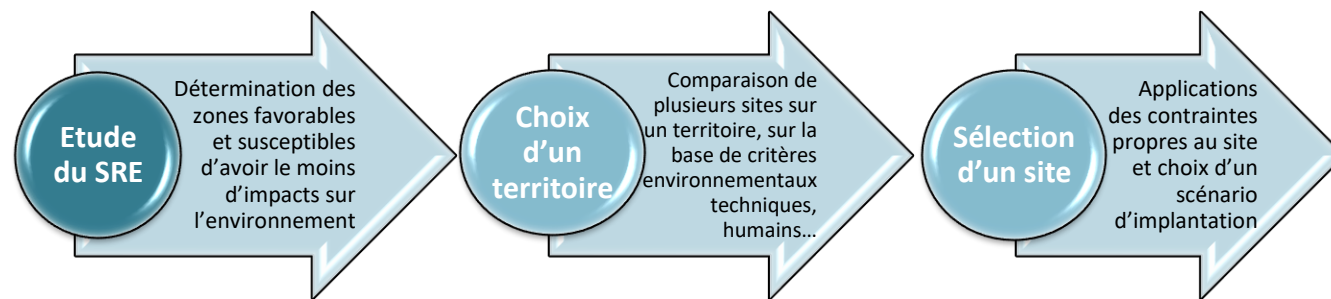 Etude
du SRE
Détermination des
zones favorables
et susceptibles
d’avoir le moins
d’impacts sur
l’environnement
Choix
d’un
territoire
Comparaison de
plusieurs sites sur
un territoire, sur la
base de critères
environnementaux
techniques,
humains…
Sélection
d’un site
Applications
des contraintes
propres au site
et choix d’un
scénario
d’implantation